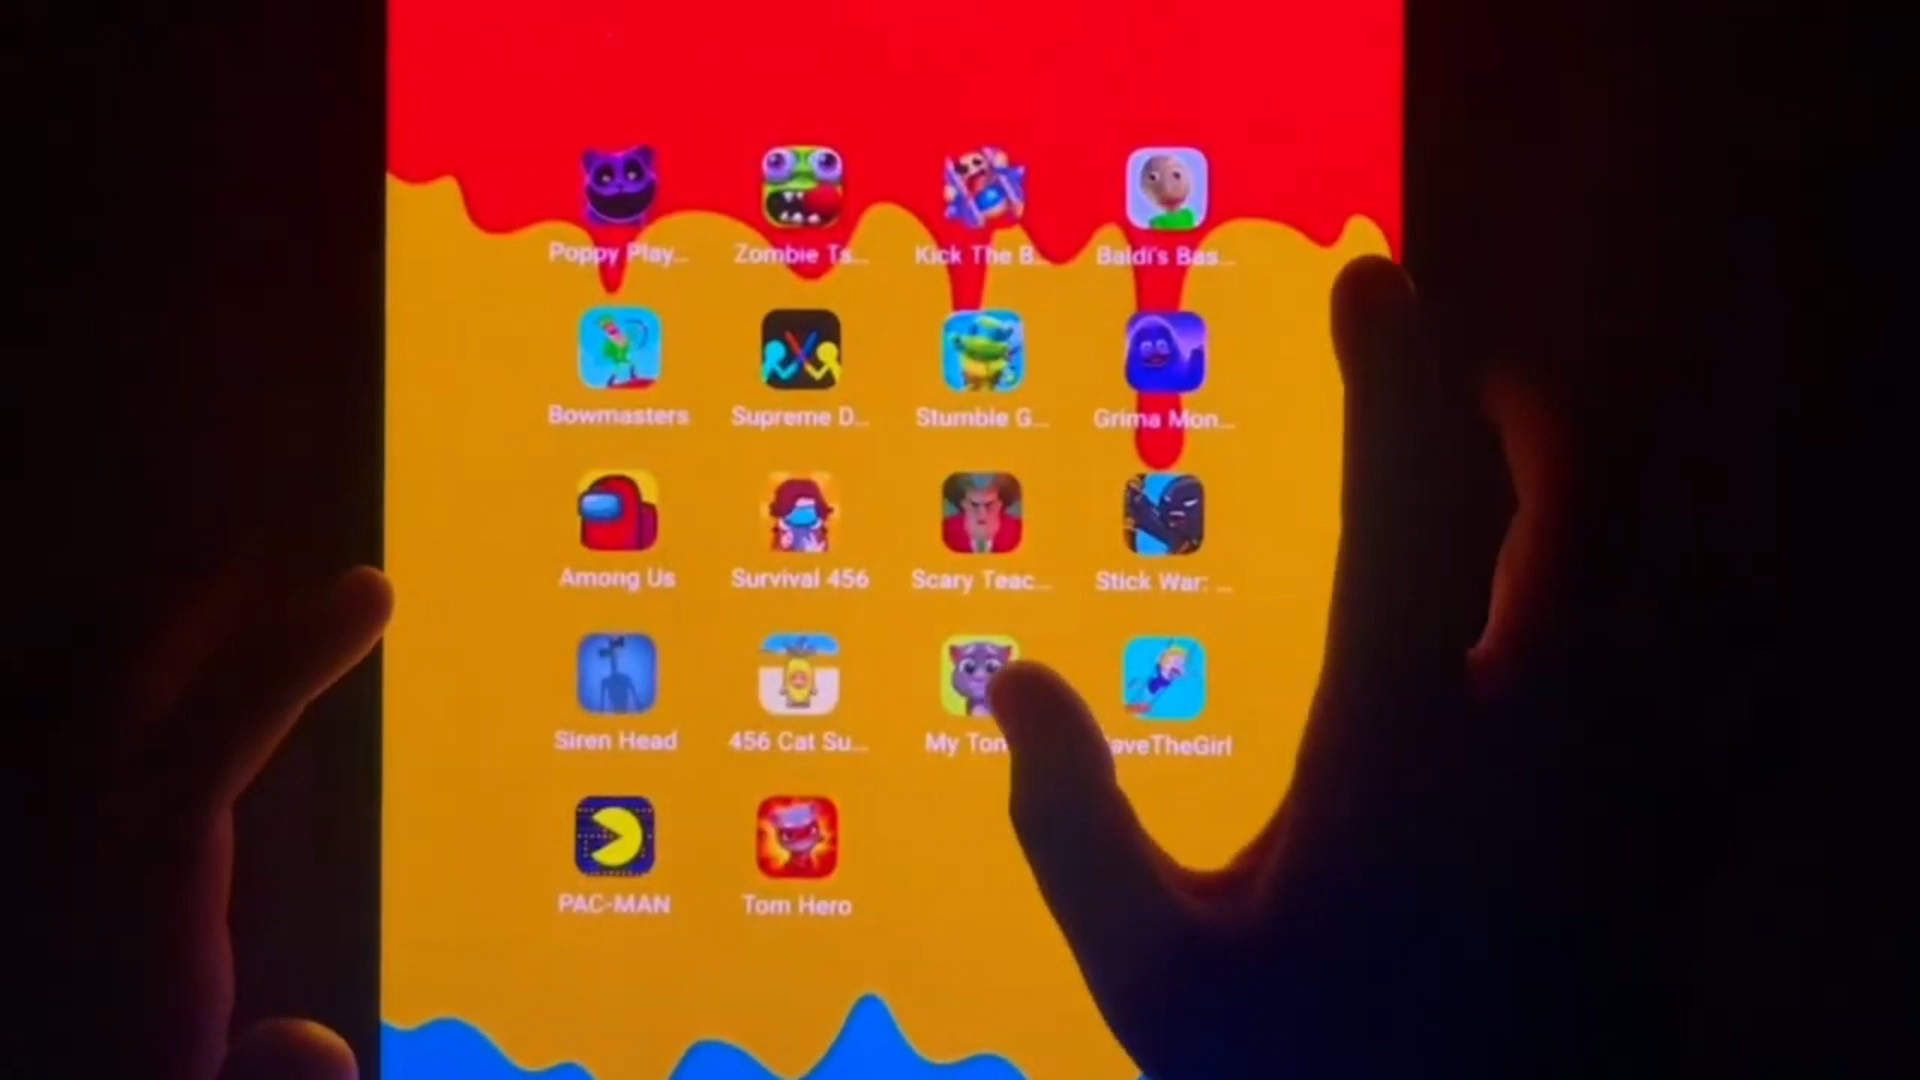 Poppy Play...
Zombie Ts...
Kick The B...
Baldi's Bas...
Bowmasters
Supreme D...
Stumble G...
Grima Mon...
Among Us
Survival 456
Scary Teac...
Stick War: ...
Siren Head
456 Cat Su...
My Tom
aveTheGirl
PAC-MAN
Tom Hero